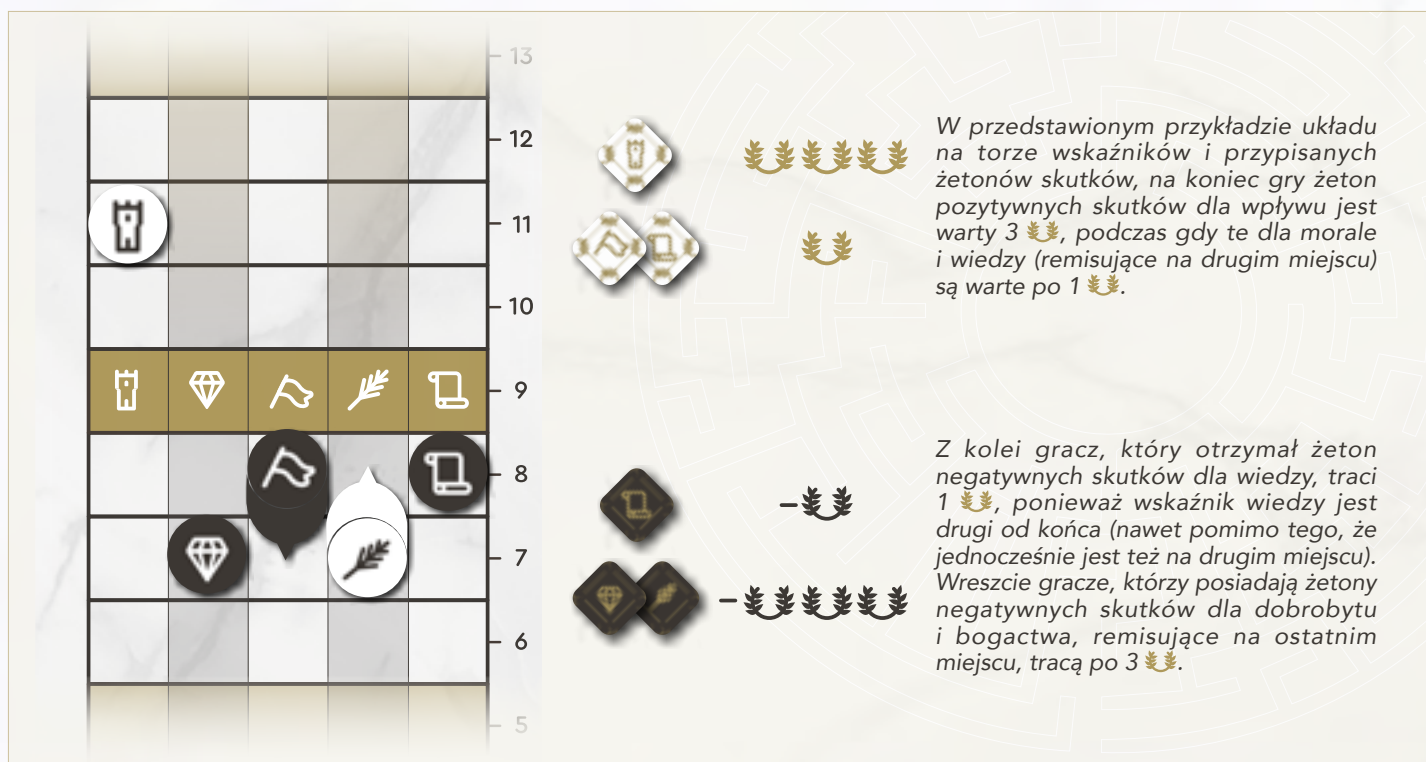 13
12
11
10
9
8
7
6
5
W przedstawionym przykładzie układu
na torze wskaźników i przypisanych
żetonów skutków, na koniec gry żeton
pozytywnych skutków dla wpływu jest
warty 3 , podczas gdy te dla morale
i wiedzy (remisujące na drugim miejscu)
są warte po 1 .
Z kolei gracz, który otrzymał żeton
negatywnych skutków dla wiedzy, traci
1 , ponieważ wskaźnik wiedzy jest
drugi od końca (nawet pomimo tego, że
jednocześnie jest też na drugim miejscu).
Wreszcie gracze, którzy posiadają żetony
negatywnych skutków dla dobrobytu
i bogactwa, remisujące na ostatnim
miejscu, tracą po 3 .